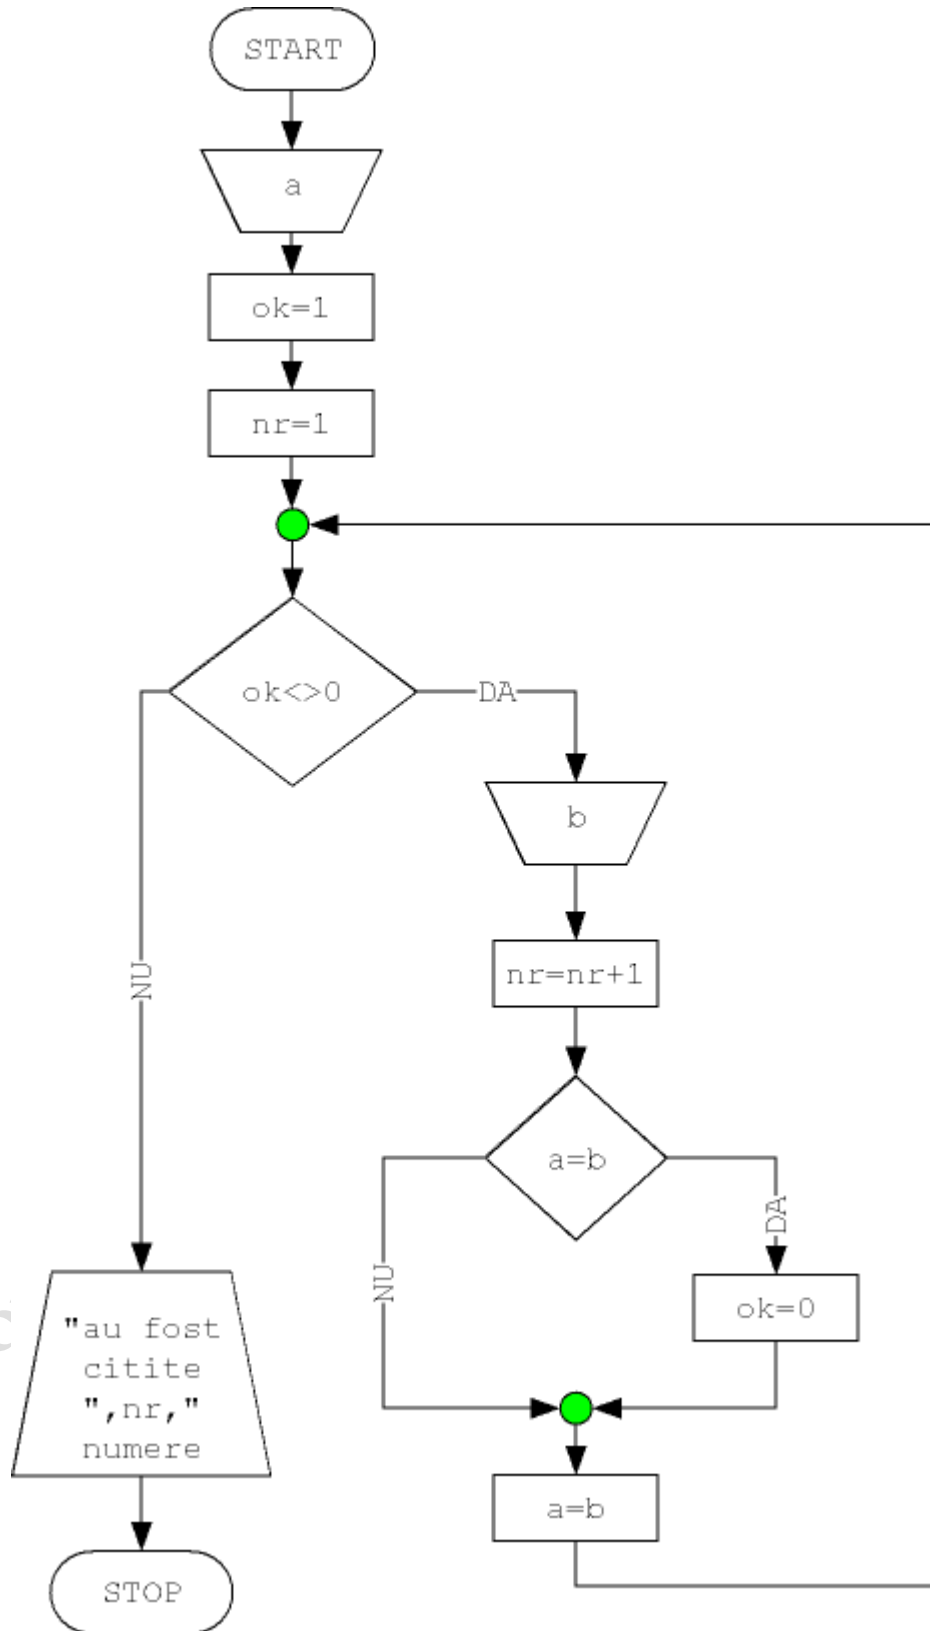 START
a
ok=1
nr=1
ok<>0
DA
b
nr=nr+1
a=b
NU
DA
NU
ok=0
"au fost
citite
",nr,"
numere
a=b
STOP